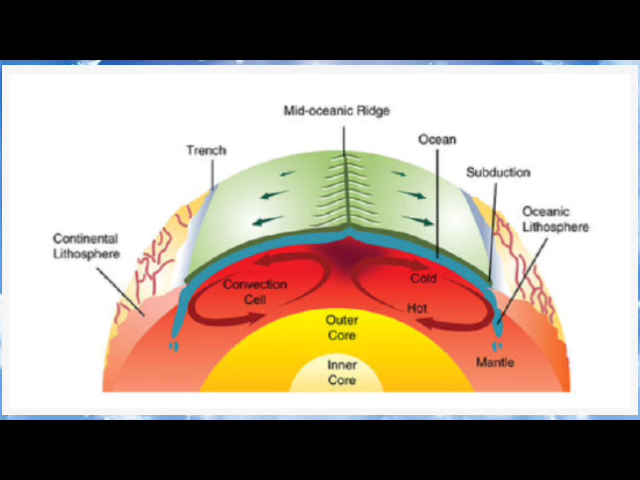 Mid-oceanic Ridge
Ocean
Trench
Subduction
Oceanic
Lithosphere
Continental
Lithosphere
Convection
Cell
Cold
Hot
Outer
Core
Inner
Core
Mantle